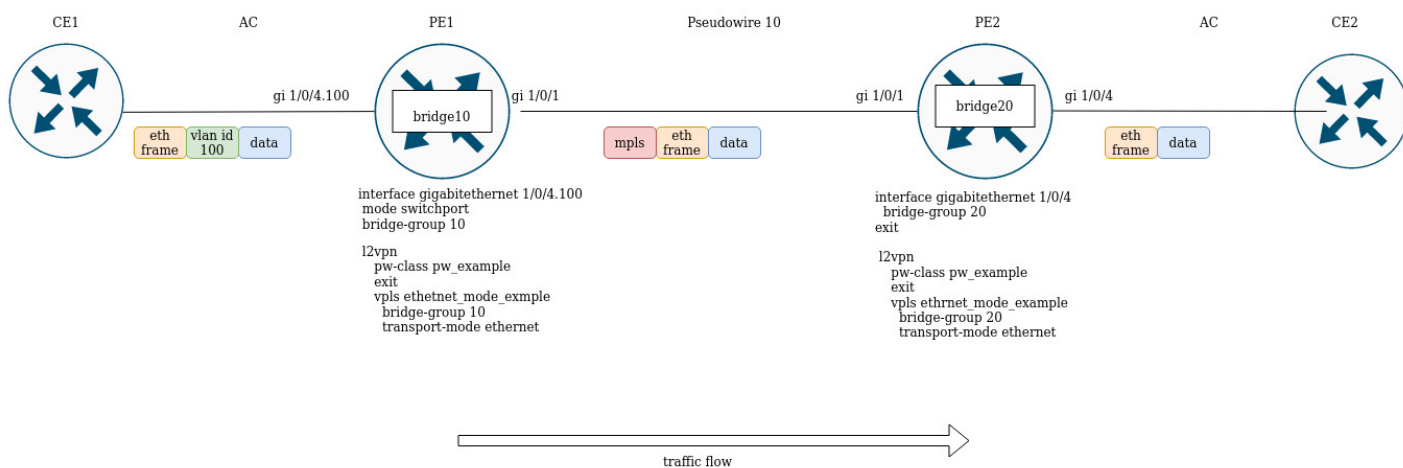 CE1
AC
PE1
Pseudowire 10
PE2
AC
CE2
gi 1/0/4.100
gi 1/0/1
gi 1/0/1
gi 1/0/4
bridge10
bridge20
eth
frame
vlan id
100
data
mpls
eth
frame
data
eth
frame
data
interface gigabitethernet 1/0/4.100
mode switchport
bridge-group 10
l2vpn
pw-class pw_example
exit
vpls ethetnet_mode_exmple
bridge-group 10
transport-mode ethernet
interface gigabitethernet 1/0/4
bridge-group 20
exit
l2vpn
pw-class pw_example
exit
vpls ethrnet_mode_example
bridge-group 20
transport-mode ethernet
traffic flow